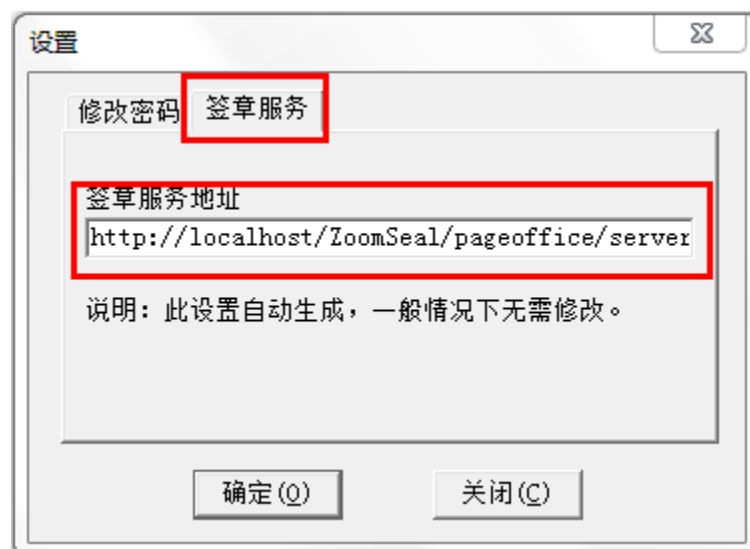 设置
修改密码 签章服务
签章服务地址
http://localhost/ZoomSeal/pageoffice/server
说明：此设置自动生成，一般情况下无需修改。
确定(O) 关闭(C)